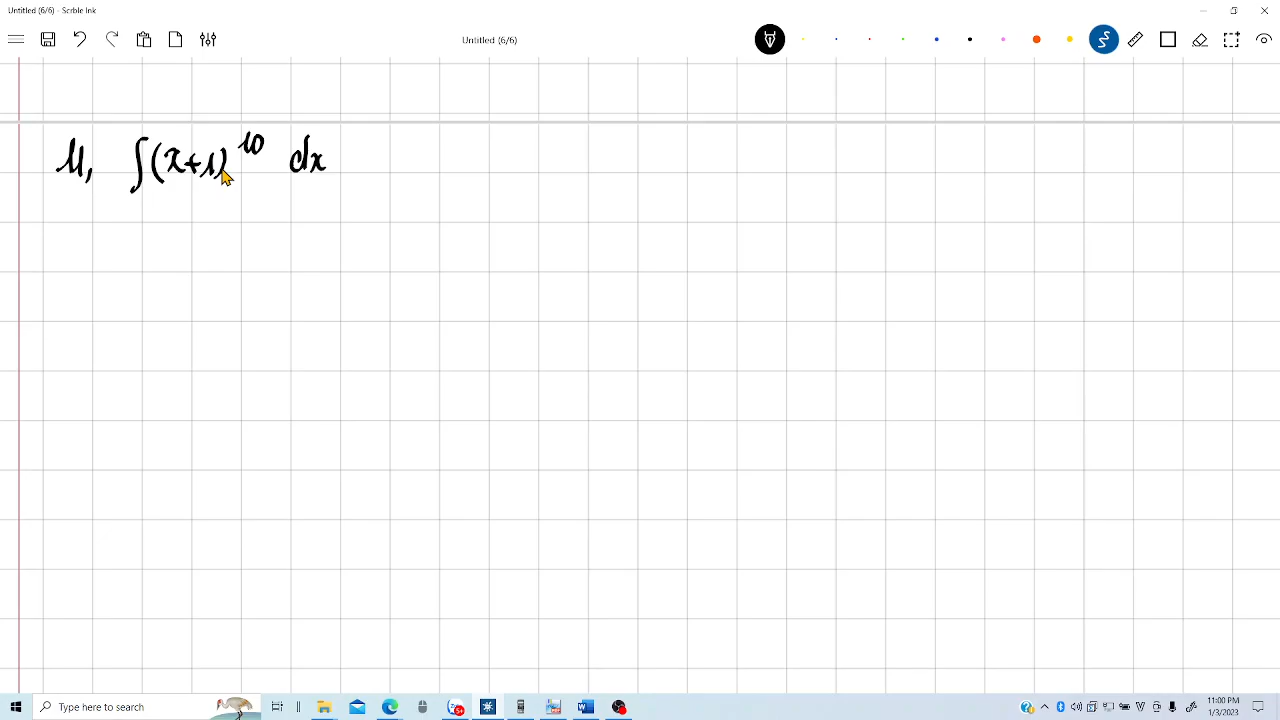 Untitled (6/6) - Scrble Ink
Untitled (6/6)
11, ∫(x+1)^10 dx
Type here to search
11:00 PM
1/3/2023